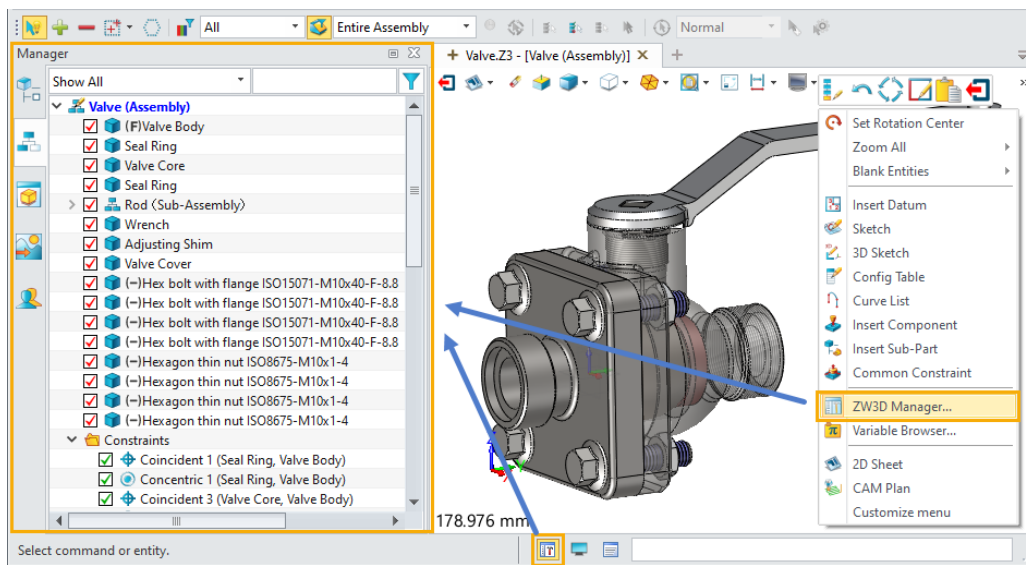 All
Entire Assembly
Normal
Manager
Valve.Z3 - [Valve (Assembly)]
Show All
Valve (Assembly)
(F)Valve Body
Seal Ring
Valve Core
Seal Ring
Rod (Sub-Assembly)
Wrench
Adjusting Shim
Valve Cover
(-)Hex bolt with flange ISO15071-M10x40-F-8.8
(-)Hex bolt with flange ISO15071-M10x40-F-8.8
(-)Hex bolt with flange ISO15071-M10x40-F-8.8
(-)Hex bolt with flange ISO15071-M10x40-F-8.8
(-)Hexagon thin nut ISO8675-M10x1-4
(-)Hexagon thin nut ISO8675-M10x1-4
(-)Hexagon thin nut ISO8675-M10x1-4
(-)Hexagon thin nut ISO8675-M10x1-4
Constraints
Coincident 1 (Seal Ring, Valve Body)
Concentric 1 (Seal Ring, Valve Body)
Coincident 3 (Valve Core, Valve Body)
Set Rotation Center
Zoom All
Blank Entities
Insert Datum
Sketch
3D Sketch
Config Table
Curve List
Insert Component
Insert Sub-Part
Common Constraint
ZW3D Manager...
Variable Browser...
2D Sheet
CAM Plan
Customize menu
178.976 mm
Select command or entity.